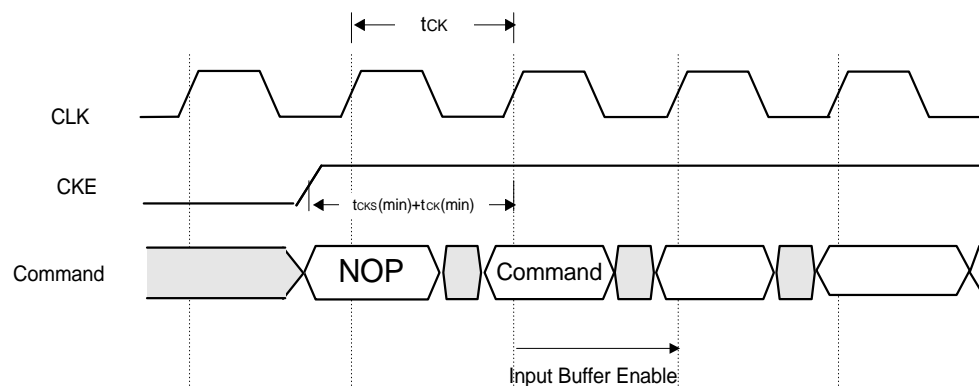 tCK
CLK
CKE
tCKS(min)+tCK(min)
Command
NOP
Command
Input Buffer Enable